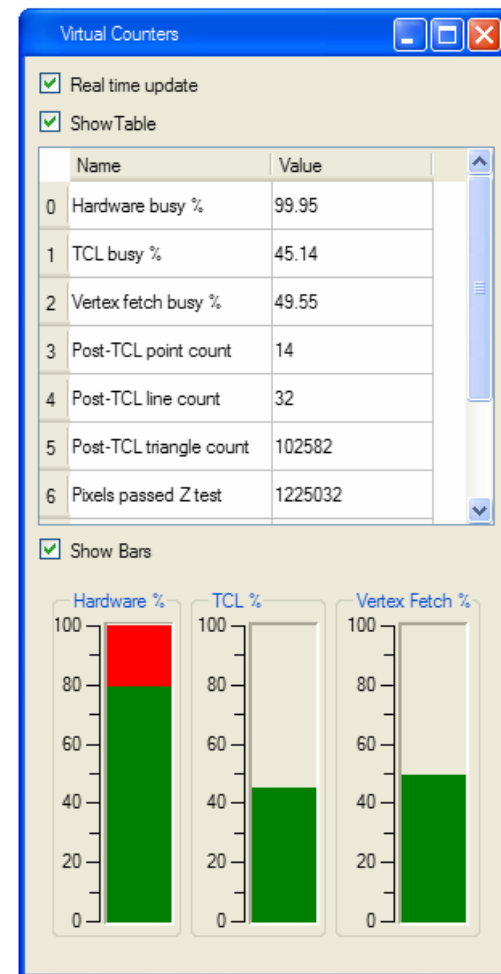 Virtual Counters
Real time update
Show Table
Name Value
0 Hardware busy % 99.95
1 TCL busy % 45.14
2 Vertex fetch busy % 49.55
3 Post-TCL point count 14
4 Post-TCL line count 32
5 Post-TCL triangle count 102582
6 Pixels passed Z test 1225032
Show Bars
Hardware % TCL % Vertex Fetch %
100 100 100
80 80 80
60 60 60
40 40 40
20 20 20
0 0 0